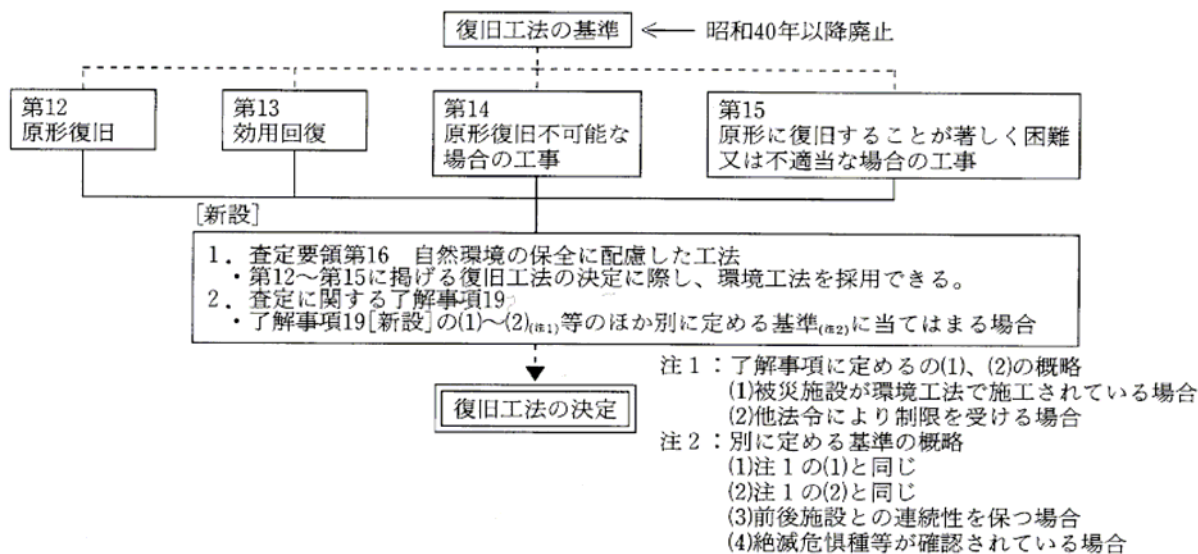 復旧工法の基準 ← 昭和40年以降廃止
第12
原形復旧
第13
効用回復
第14
原形復旧不可能な
場合の工事
第15
原形に復旧することが著しく困難
又は不適当な場合の工事
[新設]
1．査定要領第16　自然環境の保全に配慮した工法
・第12～第15に掲げる復旧工法の決定に際し、環境工法を採用できる。
2．査定に関する了解事項19
・了解事項19[新設]の(1)～(2)(注1)等のほか別に定める基準(注2)に当てはまる場合
復旧工法の決定
注1：了解事項に定めるの(1)、(2)の概略
(1)被災施設が環境工法で施工されている場合
(2)他法令により制限を受ける場合
注2：別に定める基準の概略
(1)注1の(1)と同じ
(2)注1の(2)と同じ
(3)前後施設との連続性を保つ場合
(4)絶滅危惧種等が確認されている場合